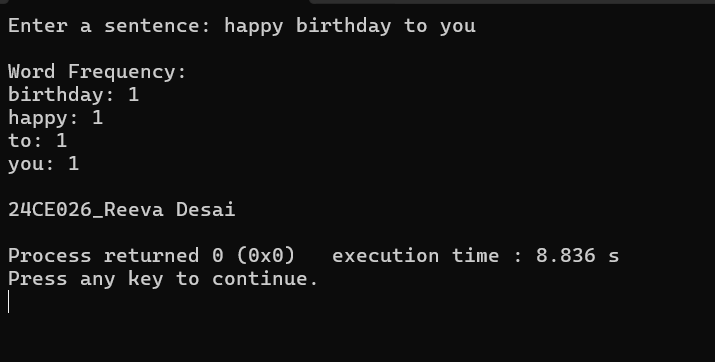 Enter a sentence: happy birthday to you
Word Frequency:
birthday: 1
happy: 1
to: 1
you: 1
24CE026_Reeva Desai
Process returned 0 (0x0)   execution time : 8.836 s
Press any key to continue.